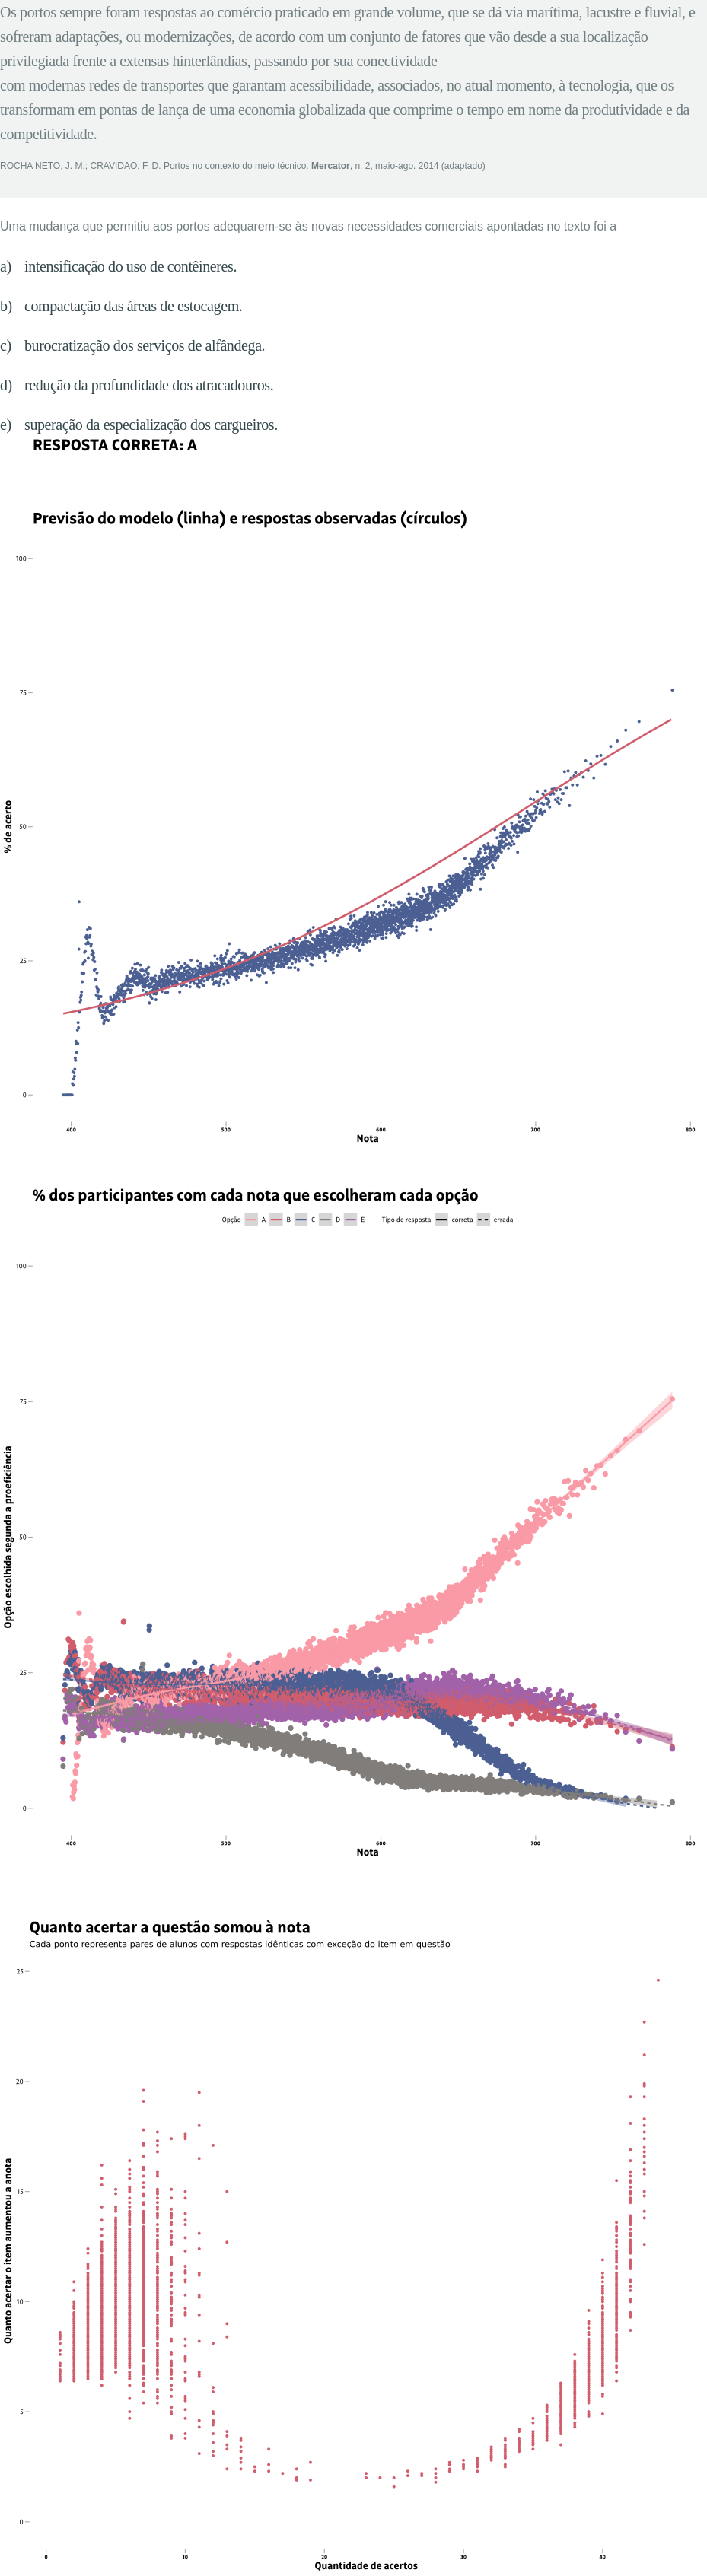 Os portos sempre foram respostas ao comércio praticado em grande volume, que se dá via marítima, lacustre e fluvial, e
sofreram adaptações, ou modernizações, de acordo com um conjunto de fatores que vão desde a sua localização
privilegiada frente a extensas hinterlândias, passando por sua conectividade
com modernas redes de transportes que garantam acessibilidade, associados, no atual momento, à tecnologia, que os
transformam em pontas de lança de uma economia globalizada que comprime o tempo em nome da produtividade e da
competitividade.
ROCHA NETO, J. M.; CRAVIDÃO, F. D. Portos no contexto do meio técnico. Mercator, n. 2, maio-ago. 2014 (adaptado)
Uma mudança que permitiu aos portos adequarem-se às novas necessidades comerciais apontadas no texto foi a
a) intensificação do uso de contêineres.
b) compactação das áreas de estocagem.
c) burocratização dos serviços de alfândega.
d) redução da profundidade dos atracadouros.
e) superação da especialização dos cargueiros.
RESPOSTA CORRETA: A
Previsão do modelo (linha) e respostas observadas (círculos)
100
75
50
25
0
% de acerto
400 500 600 700 800
Nota
% dos participantes com cada nota que escolheram cada opção
Opção A B C D E Tipo de resposta correta errada
100
75
50
25
0
Opção escolhida segunda a proeficiência
400 500 600 700 800
Nota
Quanto acertar a questão somou à nota
Cada ponto representa pares de alunos com respostas idênticas com exceção do item em questão
25
20
15
10
5
0
Quanto acertar o item aumentou a anota
0 10 20 30 40
Quantidade de acertos